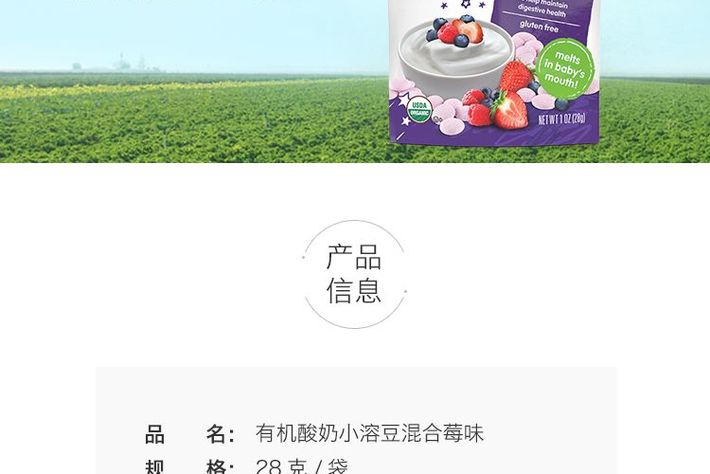 help maintain
digestive health
gluten free
melts
in baby's
mouth!
USDA
ORGANIC
NET WT 1 OZ (28g)
产品
信息
品 名： 有机酸奶小溶豆混合莓味
规 格： 28 克 / 袋